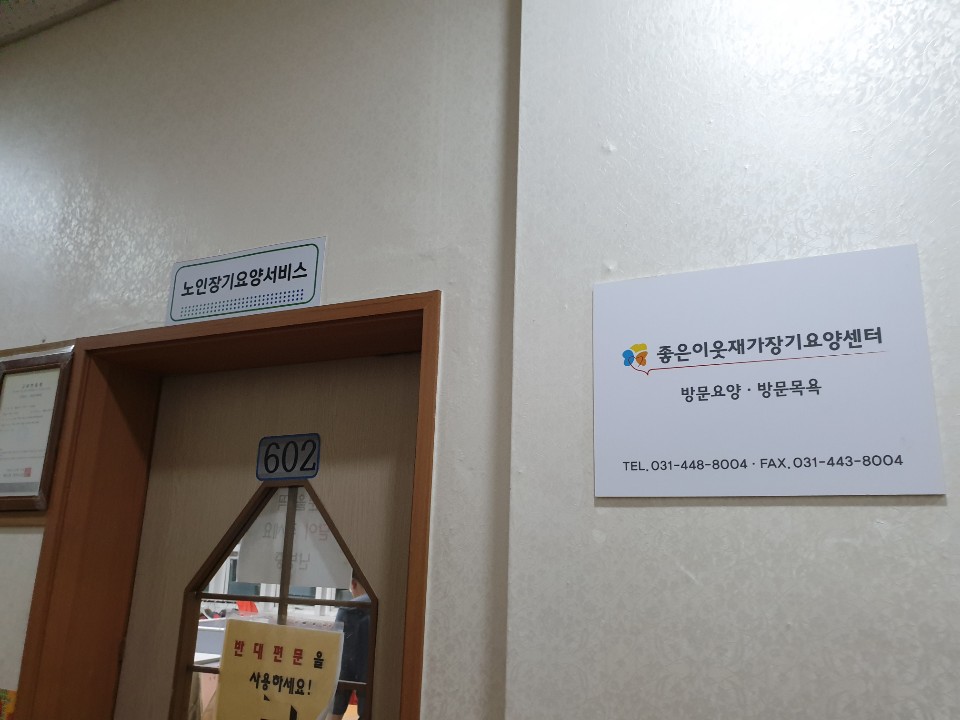 노인장기요양서비스
602
반대편문을
사용하세요!
좋은이웃재가장기요양센터
방문요양 · 방문목욕
TEL. 031-448-8004 · FAX. 031-443-8004